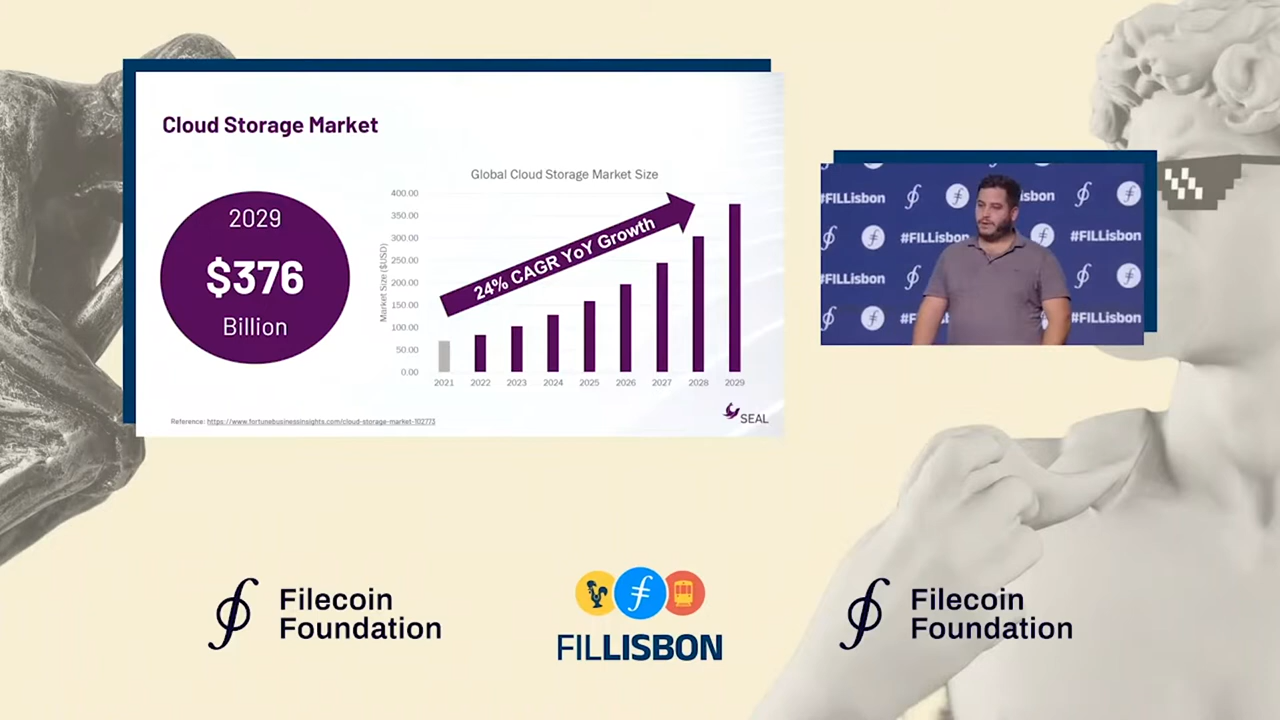 Cloud Storage Market
2029
$376
Billion
Global Cloud Storage Market Size
Market Size ($USD)
400.00
350.00
300.00
250.00
200.00
150.00
100.00
50.00
0.00
24% CAGR YoY Growth
2021 2022 2023 2024 2025 2026 2027 2028 2029
Reference: https://www.fortunebusinessinsights.com/cloud-storage-market-102773
SEAL
#FILLisbon isbon
#FILLisbon #FILLisbon
#FILLisbon
#F #FILLisbon
Filecoin
Foundation
FILLISBON
Filecoin
Foundation